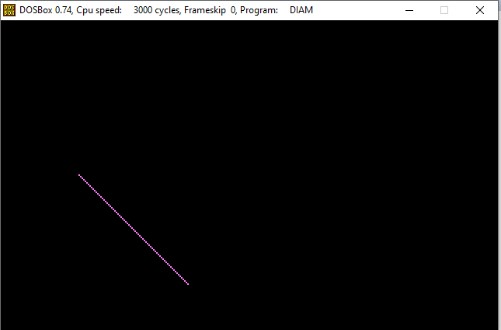 DOSBox 0.74, Cpu speed: 3000 cycles, Frameskip 0, Program: DIAM